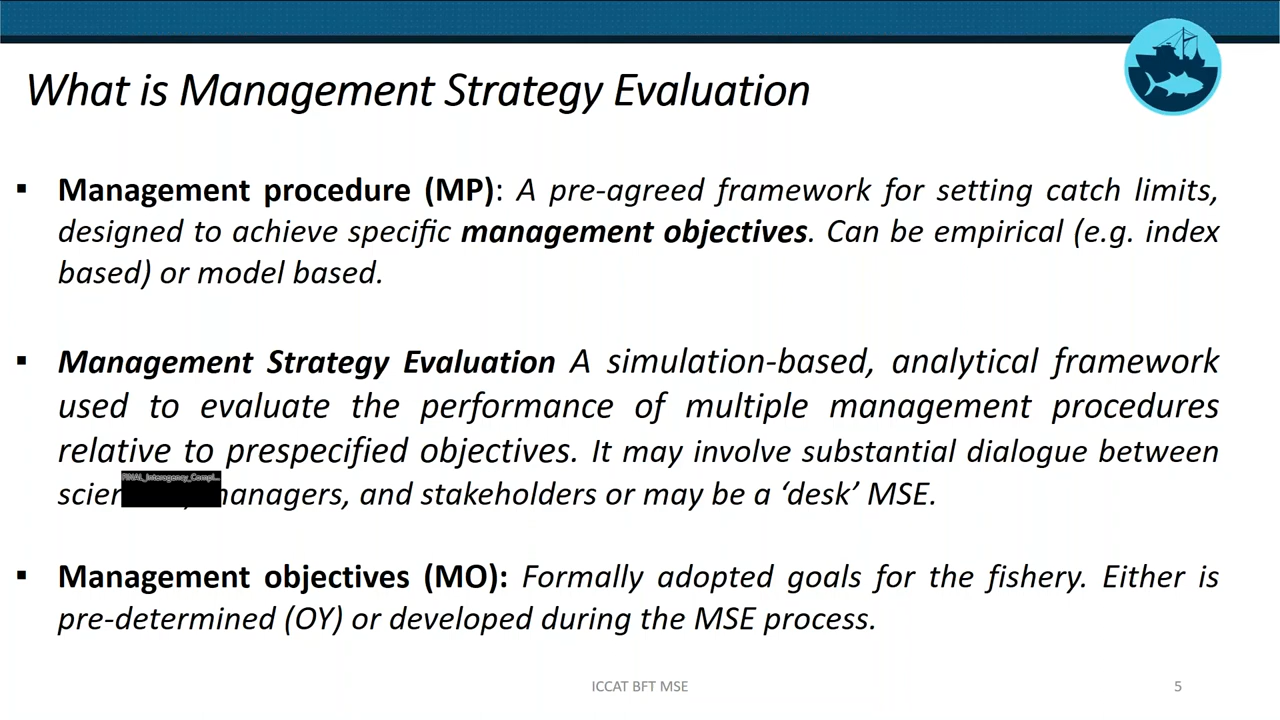 What is Management Strategy Evaluation
▪ Management procedure (MP): A pre-agreed framework for setting catch limits,
designed to achieve specific management objectives. Can be empirical (e.g. index
based) or model based.
▪ Management Strategy Evaluation A simulation-based, analytical framework
used to evaluate the performance of multiple management procedures
relative to prespecified objectives. It may involve substantial dialogue between
FINAL_Interagency_Compl...
managers, and stakeholders or may be a ‘desk’ MSE.
▪ Management objectives (MO): Formally adopted goals for the fishery. Either is
pre-determined (OY) or developed during the MSE process.
ICCAT BFT MSE
5